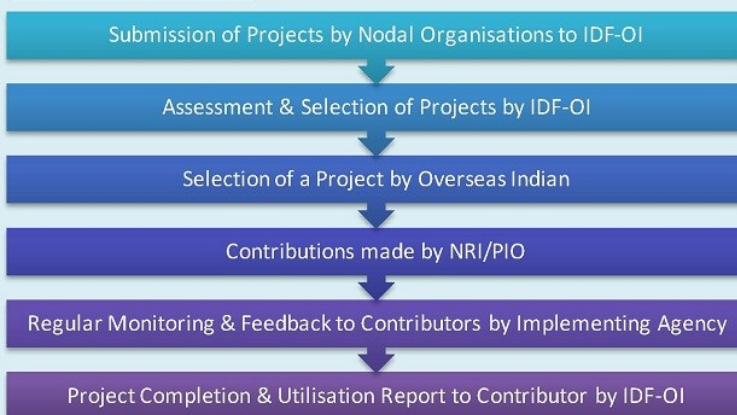 Submission of Projects by Nodal Organisations to IDF-OI
Assessment & Selection of Projects by IDF-OI
Selection of a Project by Overseas Indian
Contributions made by NRI/PIO
Regular Monitoring & Feedback to Contributors by Implementing Agency
Project Completion & Utilisation Report to Contributor by IDF-OI